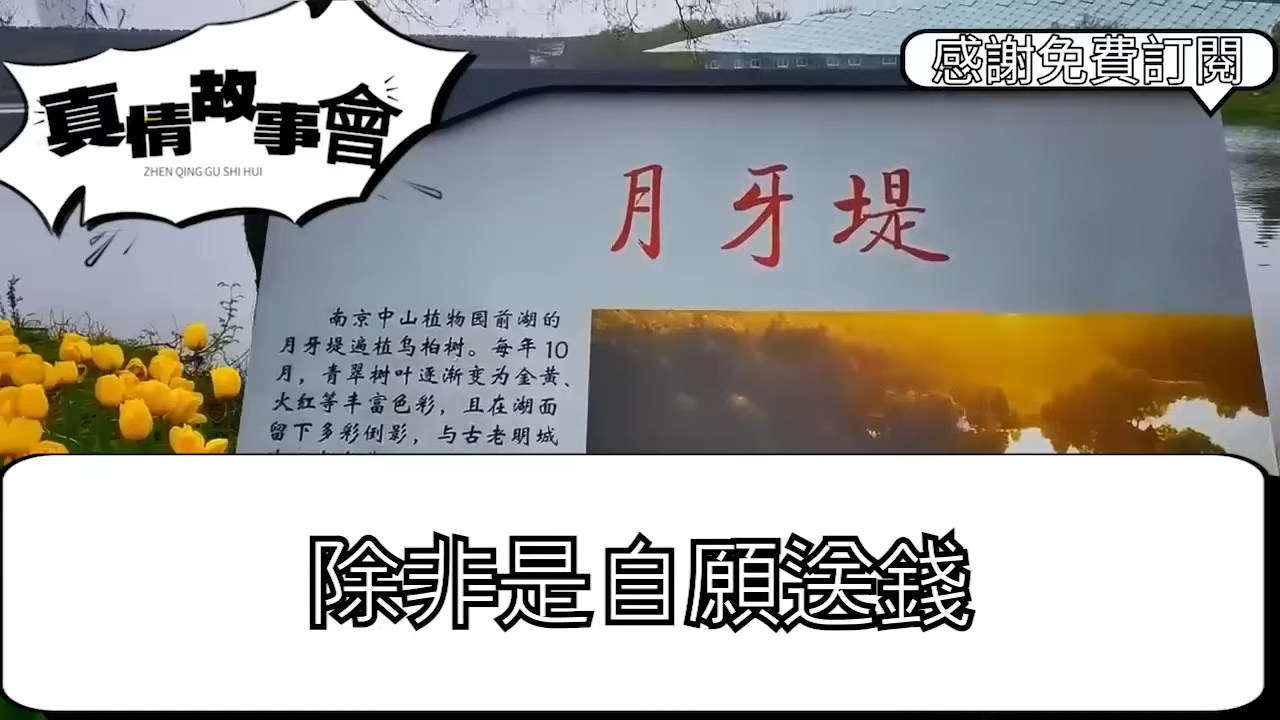 真情故事會
ZHEN QING GU SHI HUI
感謝免費訂閱
月牙堤
南京中山植物园前湖的
月牙堤遍植乌桕树。每年10
月，青翠树叶逐渐变为金黄、
火红等丰富色彩，且在湖面
留下多彩倒影，与古老明城
除非是自願送錢